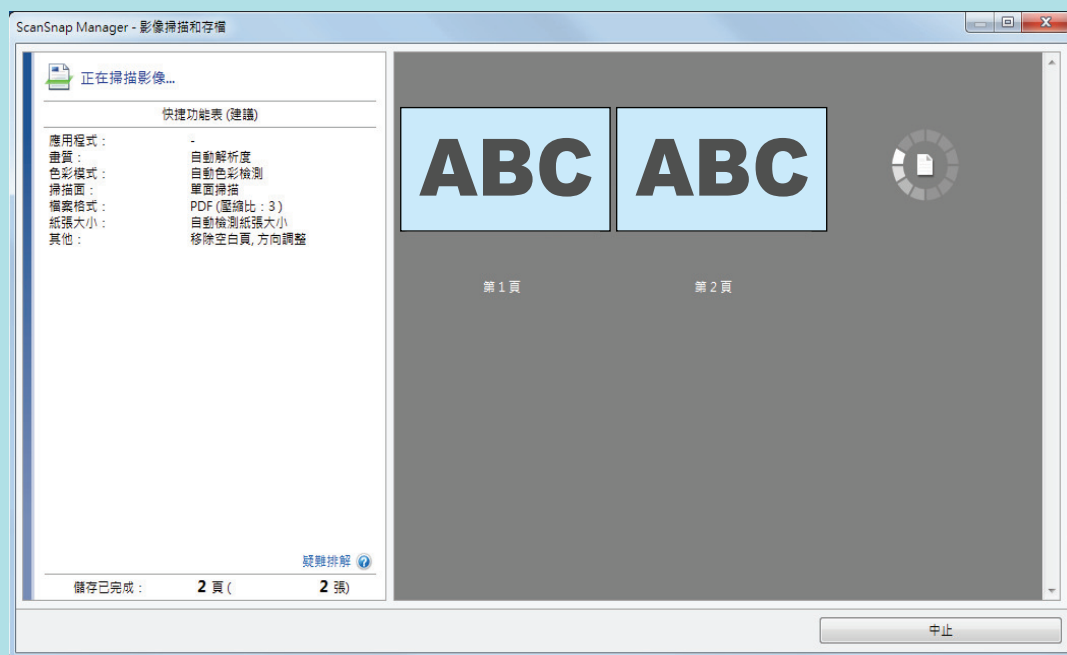 ScanSnap Manager - 影像掃描和存檔
正在掃描影像...
快捷功能表 (建議)
應用程式： -
畫質： 自動解析度
色彩模式： 自動色彩檢測
掃描面： 單面掃描
檔案格式： PDF (壓縮比：3 )
紙張大小： 自動檢測紙張大小
其他： 移除空白頁, 方向調整
ABC ABC
第 1 頁 第 2 頁
疑難排解
儲存已完成： 2 頁 ( 2 張)
中止